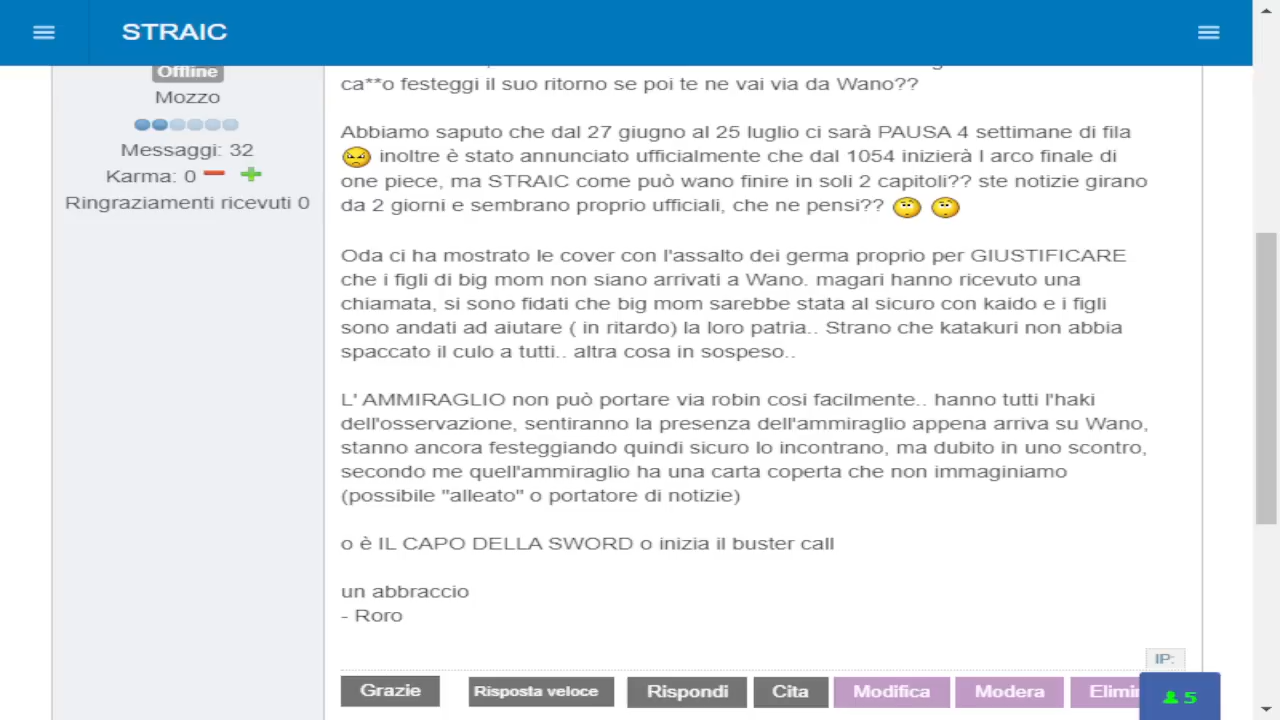 STRAIC
Offline
Mozzo
Messaggi: 32
Karma: 0
Ringraziamenti ricevuti 0
ca**o festeggi il suo ritorno se poi te ne vai via da Wano??
Abbiamo saputo che dal 27 giugno al 25 luglio ci sarà PAUSA 4 settimane di fila
inoltre è stato annunciato ufficialmente che dal 1054 inizierà l arco finale di
one piece, ma STRAIC come può wano finire in soli 2 capitoli?? ste notizie girano
da 2 giorni e sembrano proprio ufficiali, che ne pensi??
Oda ci ha mostrato le cover con l'assalto dei germa proprio per GIUSTIFICARE
che i figli di big mom non siano arrivati a Wano. magari hanno ricevuto una
chiamata, si sono fidati che big mom sarebbe stata al sicuro con kaido e i figli
sono andati ad aiutare ( in ritardo) la loro patria.. Strano che katakuri non abbia
spaccato il culo a tutti.. altra cosa in sospeso..
L' AMMIRAGLIO non può portare via robin cosi facilmente.. hanno tutti l'haki
dell'osservazione, sentiranno la presenza dell'ammiraglio appena arriva su Wano,
stanno ancora festeggiando quindi sicuro lo incontrano, ma dubito in uno scontro,
secondo me quell'ammiraglio ha una carta coperta che non immaginiamo
(possibile "alleato" o portatore di notizie)
o è IL CAPO DELLA SWORD o inizia il buster call
un abbraccio
- Roro
IP:
Grazie Risposta veloce Rispondi Cita Modifica Modera Elimin
5